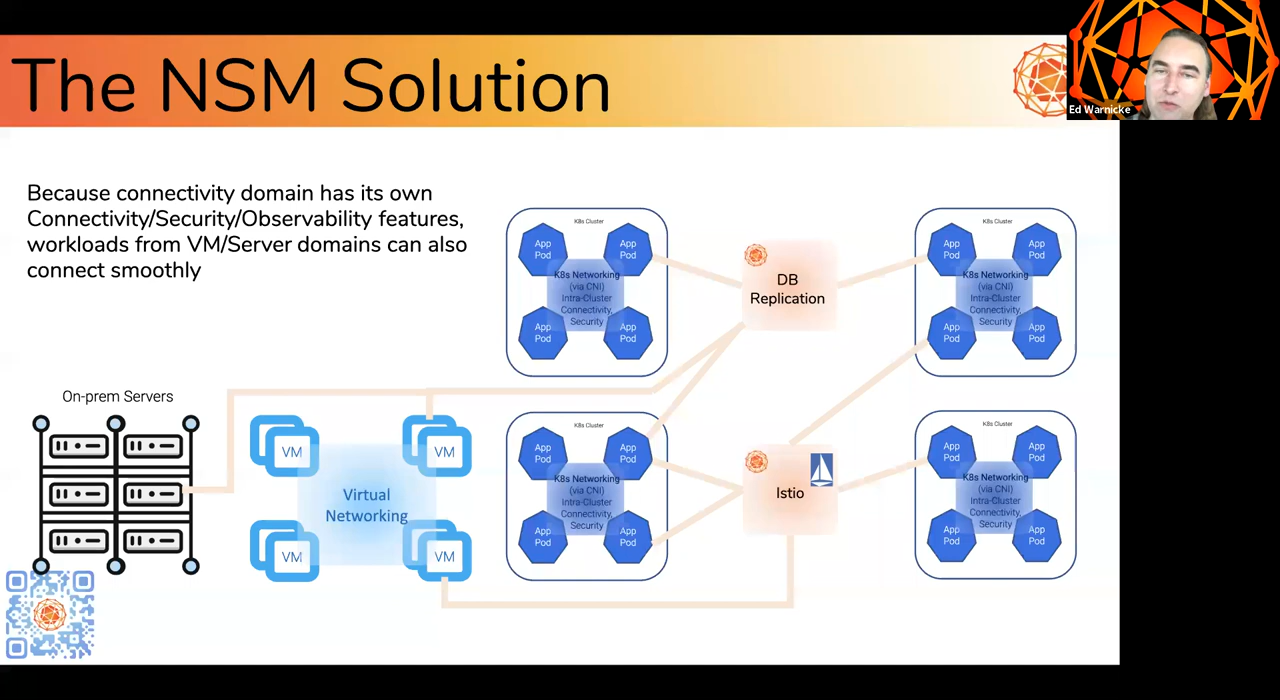 The NSM Solution
Ed Warnicke
Because connectivity domain has its own
Connectivity/Security/Observability features,
workloads from VM/Server domains can also
connect smoothly
K8s Cluster
App
Pod
App
Pod
K8s Networking
(via CNI)
Intra-Cluster
Connectivity,
Security
App
Pod
App
Pod
DB
Replication
K8s Cluster
App
Pod
App
Pod
K8s Networking
(via CNI)
Intra-Cluster
Connectivity,
Security
App
Pod
App
Pod
On-prem Servers
VM
VM
Virtual
Networking
VM
VM
K8s Cluster
App
Pod
App
Pod
K8s Networking
(via CNI)
Intra-Cluster
Connectivity,
Security
App
Pod
App
Pod
Istio
K8s Cluster
App
Pod
App
Pod
K8s Networking
(via CNI)
Intra-Cluster
Connectivity,
Security
App
Pod
App
Pod